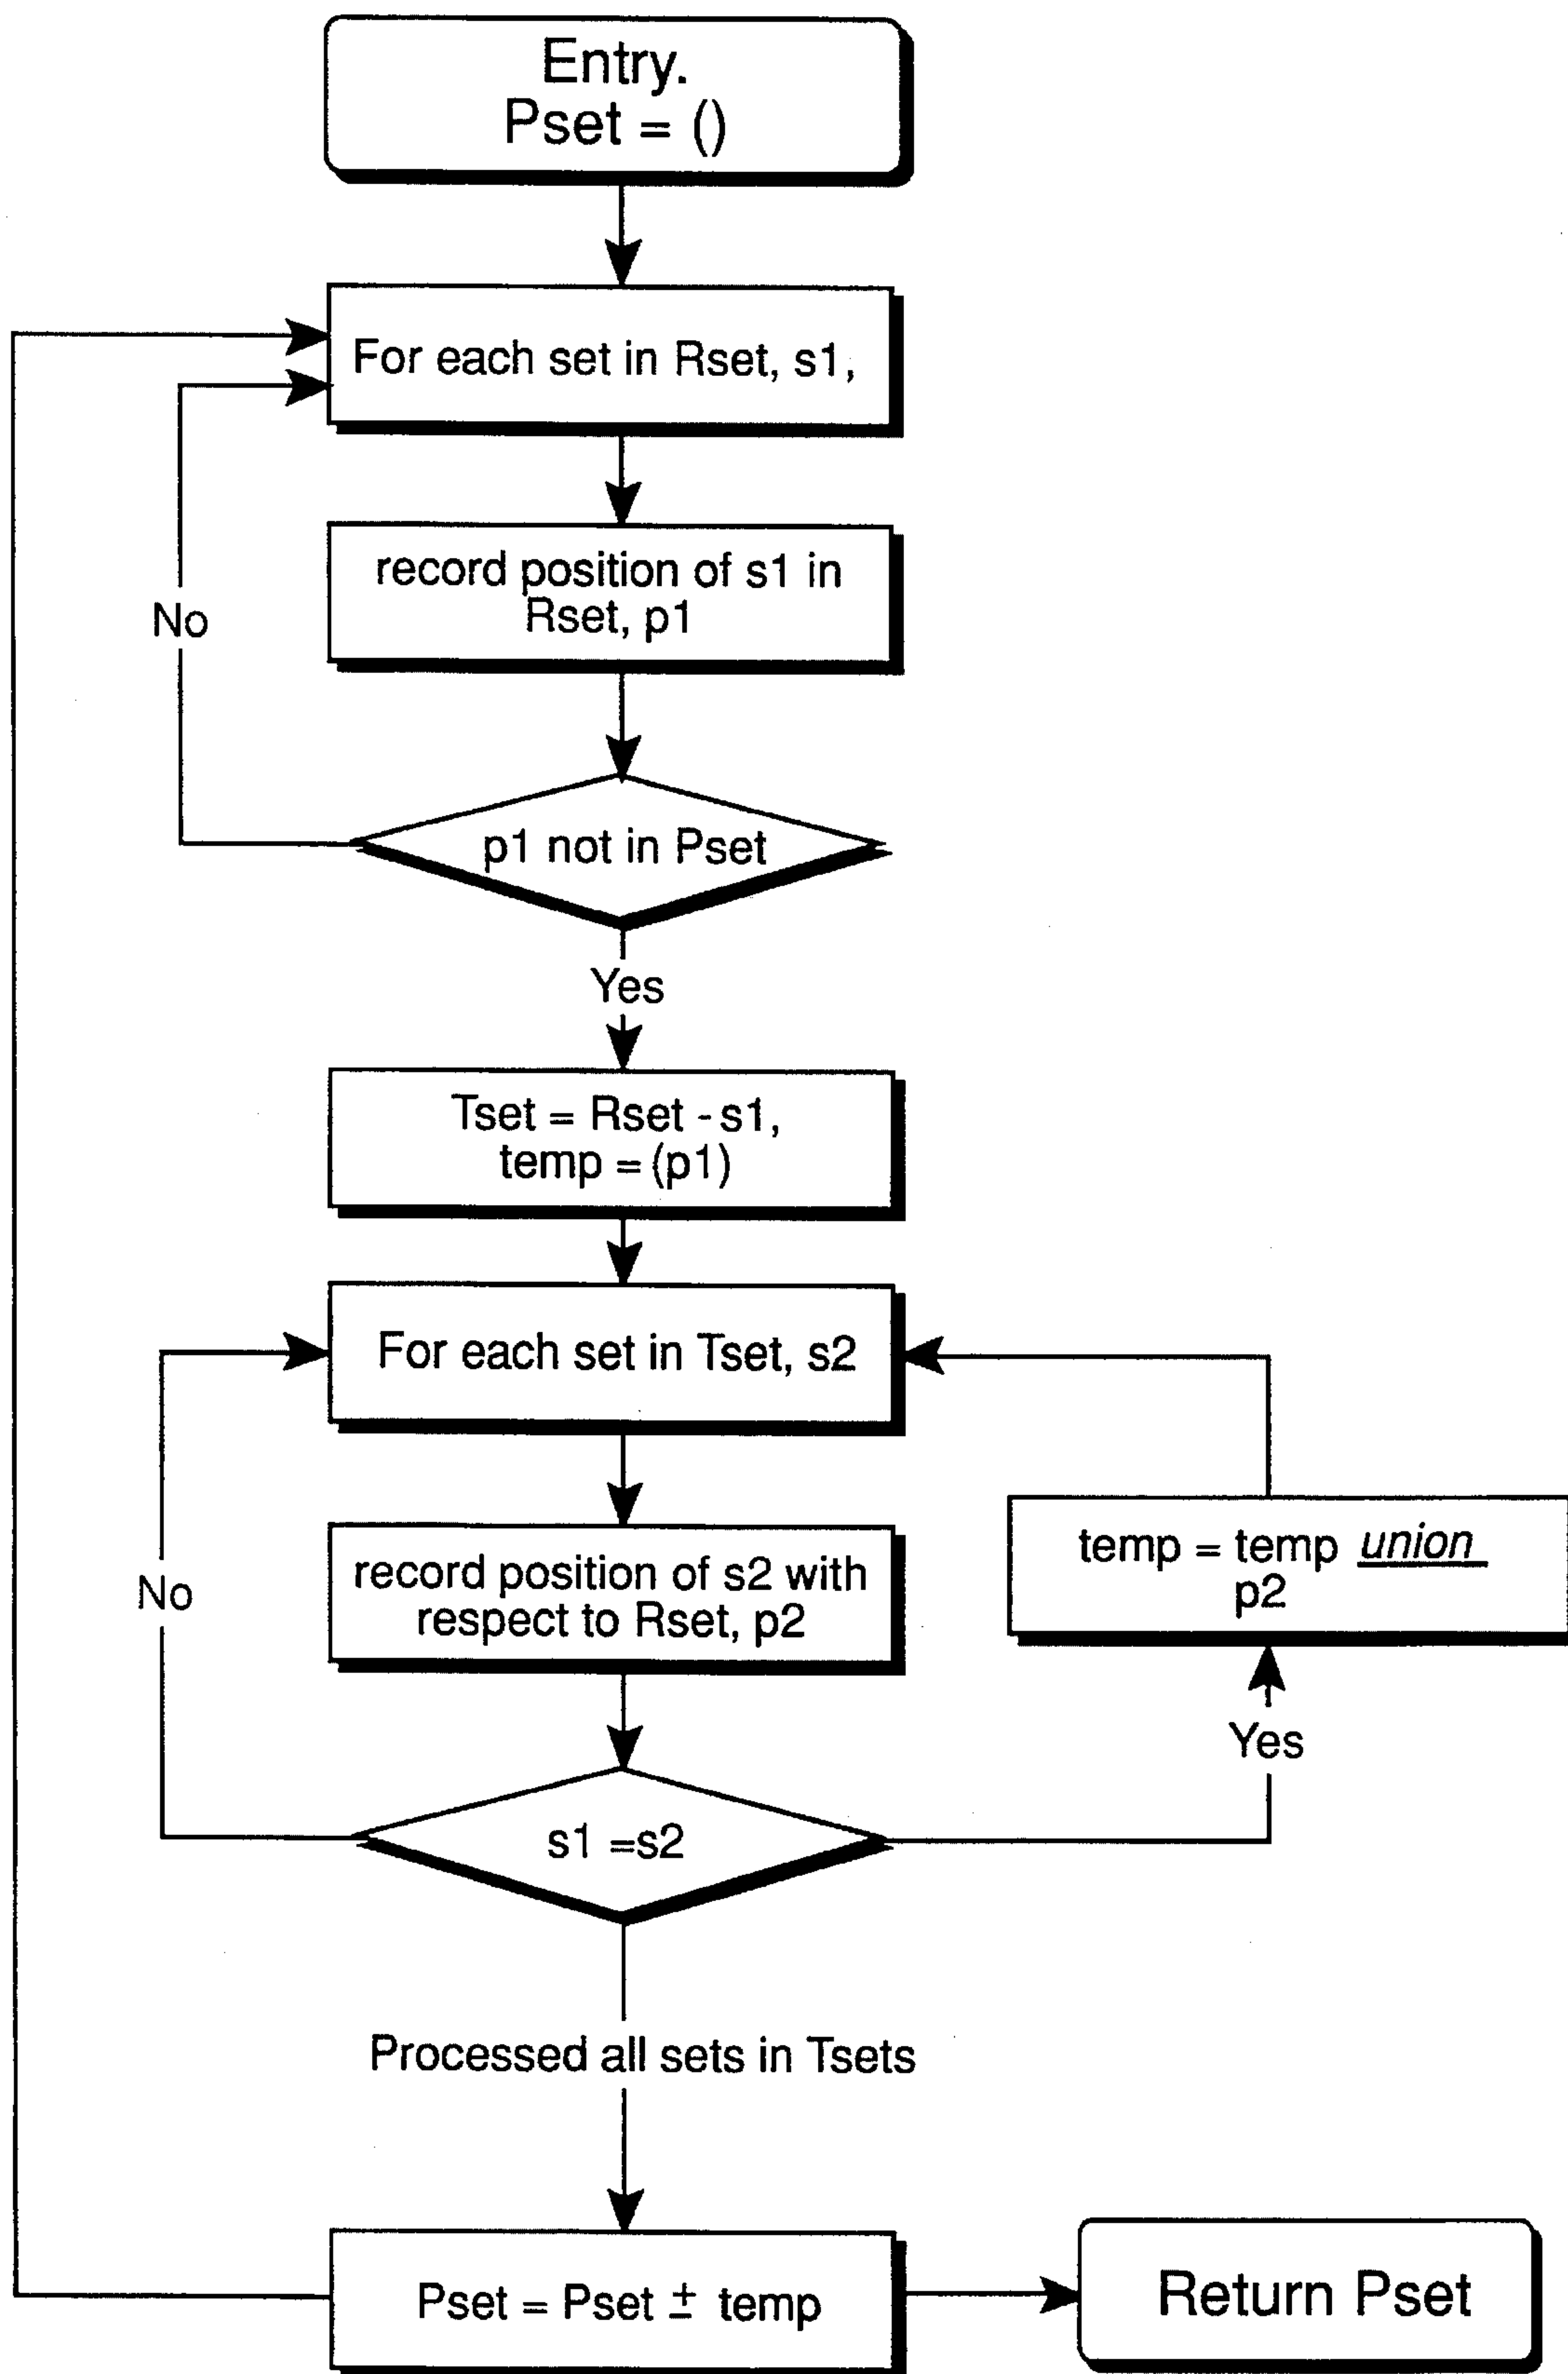 Entry.
Pset = ()
For each set in Rset, s1,
record position of s1 in
Rset, p1
No
p1 not in Pset
Yes
Tset = Rset - s1,
temp = (p1)
For each set in Tset, s2
record position of s2 with
respect to Rset, p2
No
temp = temp union
p2
Yes
s1 =s2
Processed all sets in Tsets
Pset = Pset ± temp
Return Pset